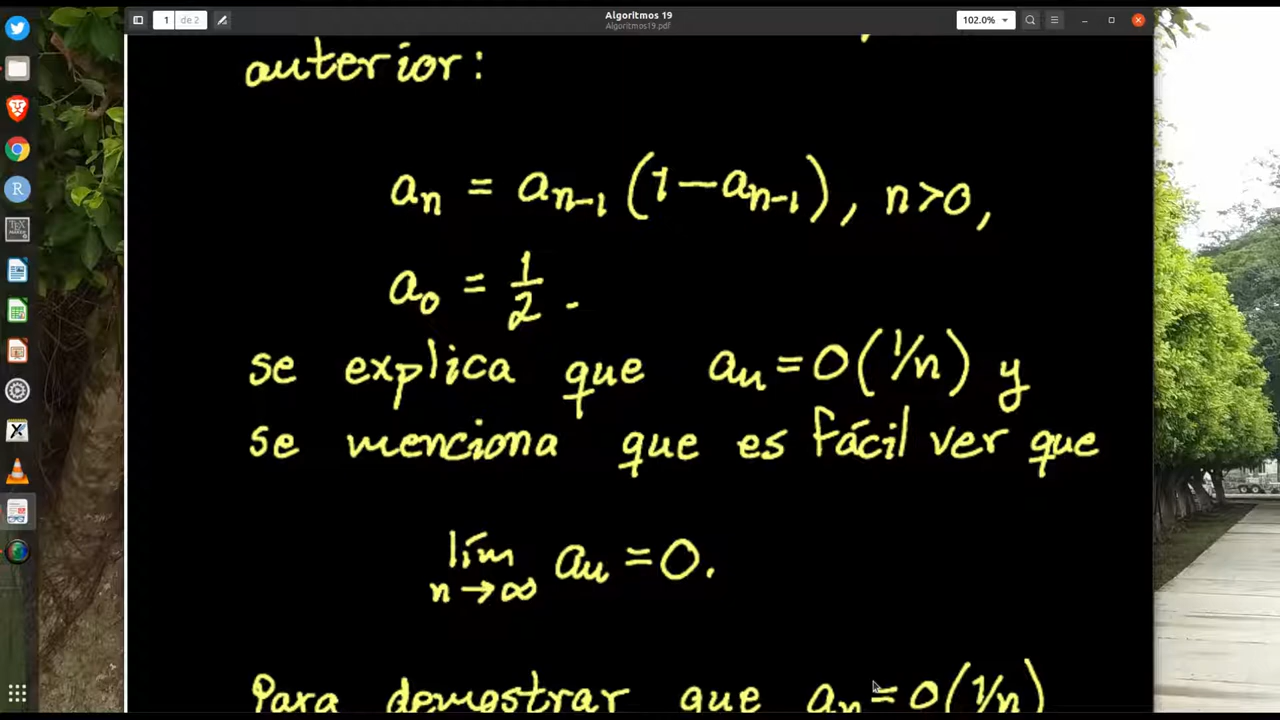 1 de 2
Algoritmos 19
Algoritmos19.pdf
102.0%
anterior:
aₙ = aₙ₋₁ (1 − aₙ₋₁), n>0,
a₀ = 1/2.
se explica que aₙ = O(1/n) y
se menciona que es fácil ver que
lím aₙ = 0.
n→∞
Para demostrar que aₙ = O(1/n)